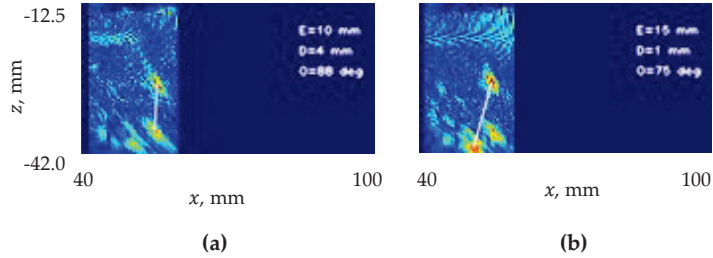 -12.5
z, mm
-42.0
E=10 mm
D=4 mm
O=88 deg
40
100
x, mm
(a)
E=15 mm
D=1 mm
O=75 deg
40
100
x, mm
(b)